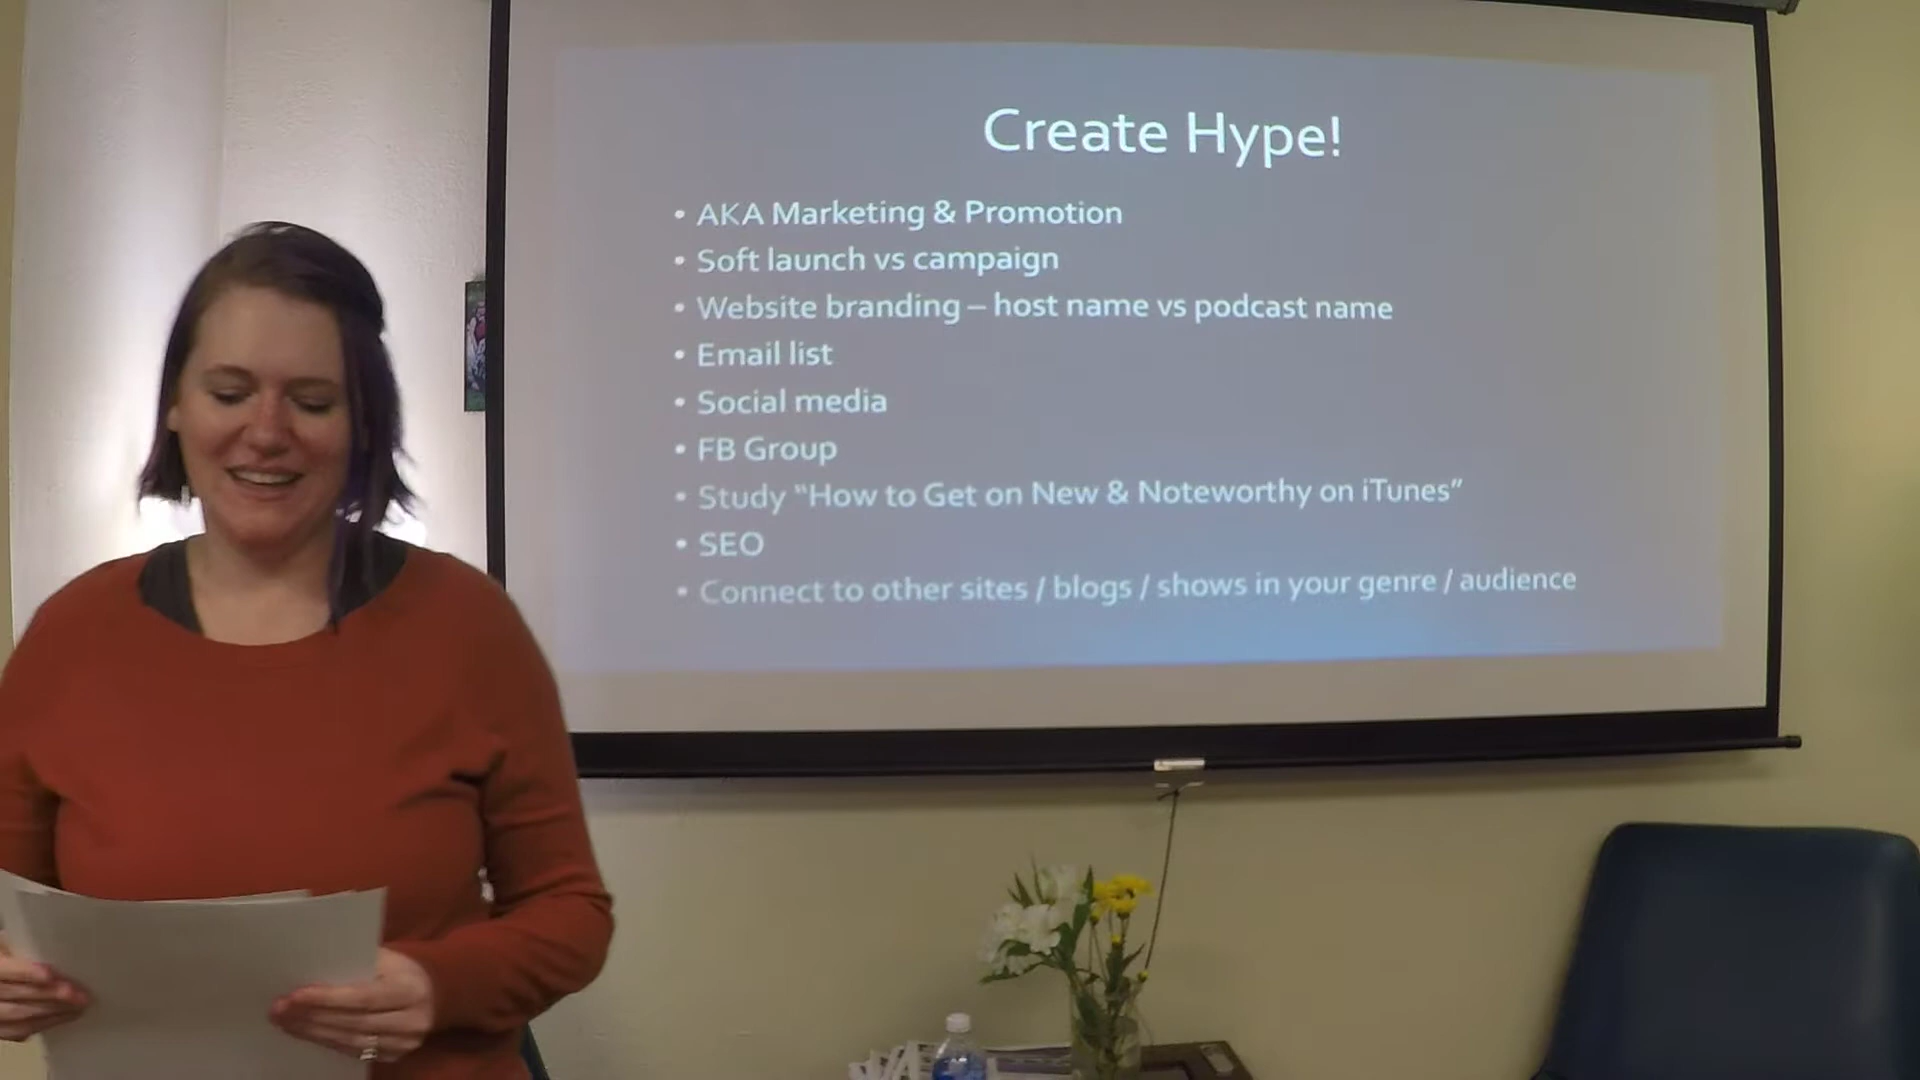 Create Hype!
• AKA Marketing & Promotion
• Soft launch vs campaign
• Website branding – host name vs podcast name
• Email list
• Social media
• FB Group
• Study “How to Get on New & Noteworthy on iTunes”
• SEO
• Connect to other sites / blogs / shows in your genre / audience